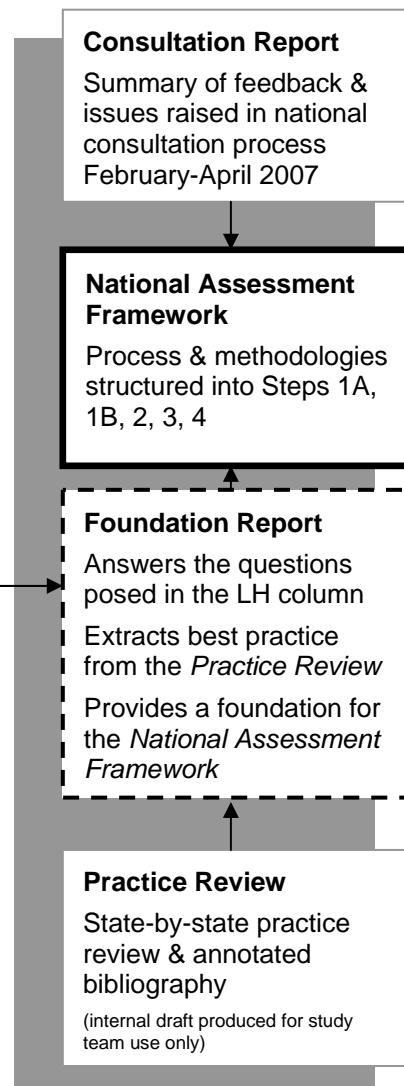 Consultation Report
Summary of feedback &
issues raised in national
consultation process
February-April 2007
National Assessment
Framework
Process & methodologies
structured into Steps 1A,
1B, 2, 3, 4
Foundation Report
Answers the questions
posed in the LH column
Extracts best practice
from the Practice Review
Provides a foundation for
the National Assessment
Framework
Practice Review
State-by-state practice
review & annotated
bibliography
(internal draft produced for study
team use only)